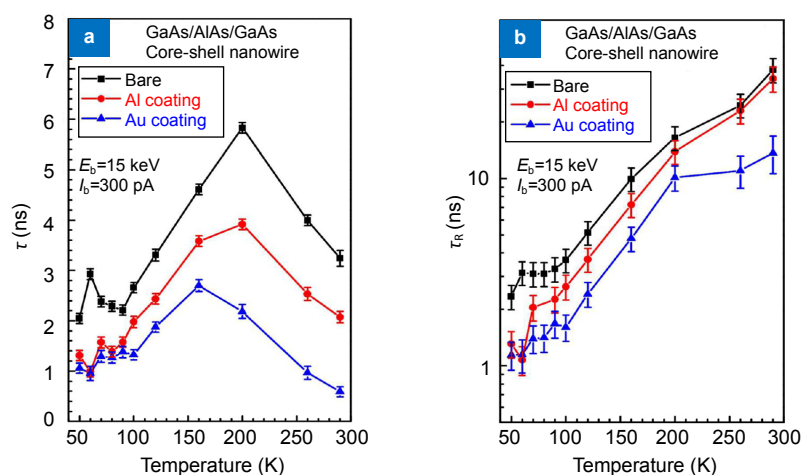 a
GaAs/AlAs/GaAs
Core-shell nanowire
Bare
Al coating
Au coating
E_b=15 keV
I_b=300 pA
τ (ns)
8
7
6
5
4
3
2
1
0
50 100 150 200 250 300
Temperature (K)
b
GaAs/AlAs/GaAs
Core-shell nanowire
Bare
Al coating
Au coating
E_b=15 keV
I_b=300 pA
τ_R (ns)
10
1
50 100 150 200 250 300
Temperature (K)